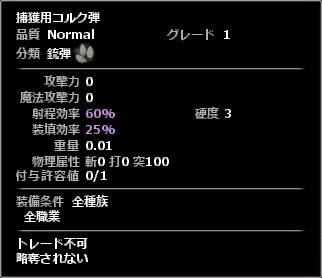 捕獲用コルク弾
品質 Normal グレード 1
分類 銃弾
攻撃力 0
魔法攻撃力 0
射程効率 60% 硬度 3
装填効率 25%
重量 0.01
物理属性 斬0 打0 突100
付与許容値 0/1
装備条件 全種族
全職業
トレード不可
略奪されない